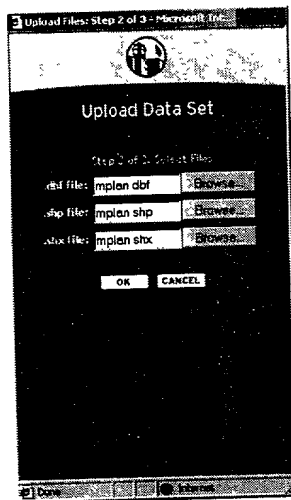 Upload Files: Step 2 of 3 - Microsoft Int...
Upload Data Set
Step 2 of 3: Select Files
.dbf file: mplan dbf Browse...
.shp file: mplan shp Browse...
.shx file: mplan shx Browse...
OK CANCEL
Done Internet